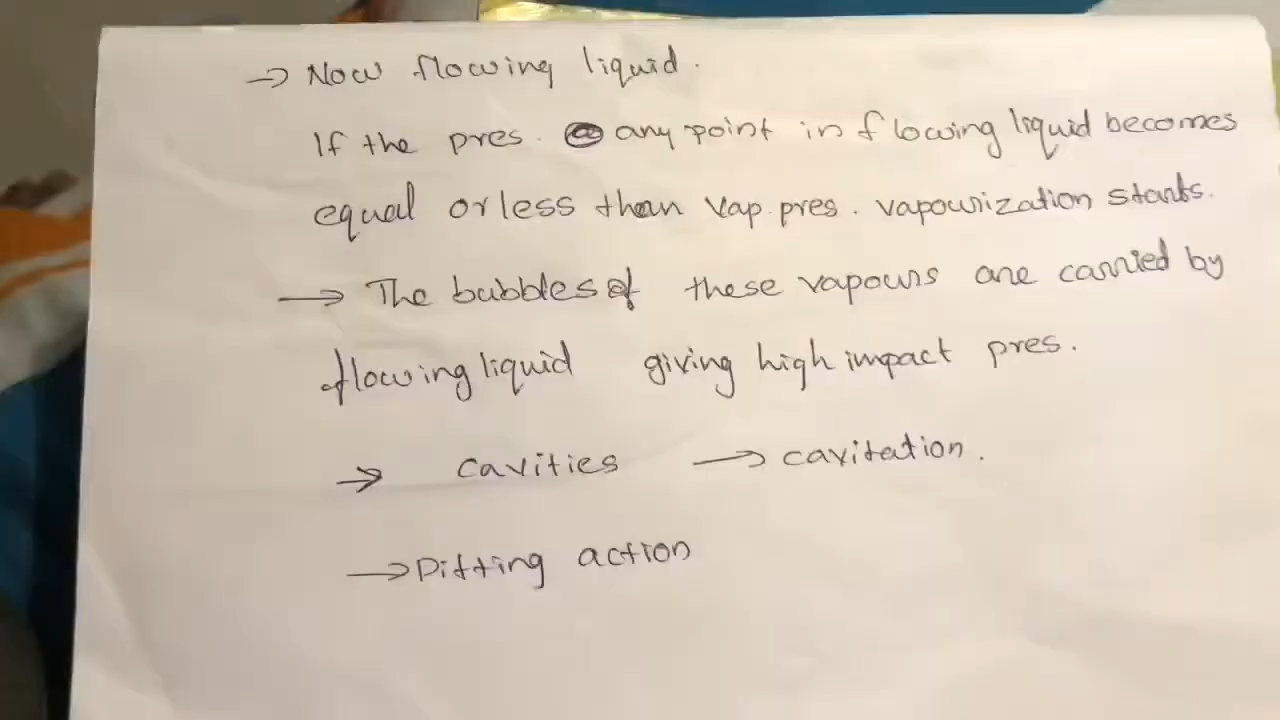 → Now flowing liquid.
If the pres. @ any point in flowing liquid becomes
equal or less than vap. pres. vapourization starts.
→ The bubbles of these vapours are carried by
flowing liquid giving high impact pres.
→ cavities → cavitation.
→ Pitting action